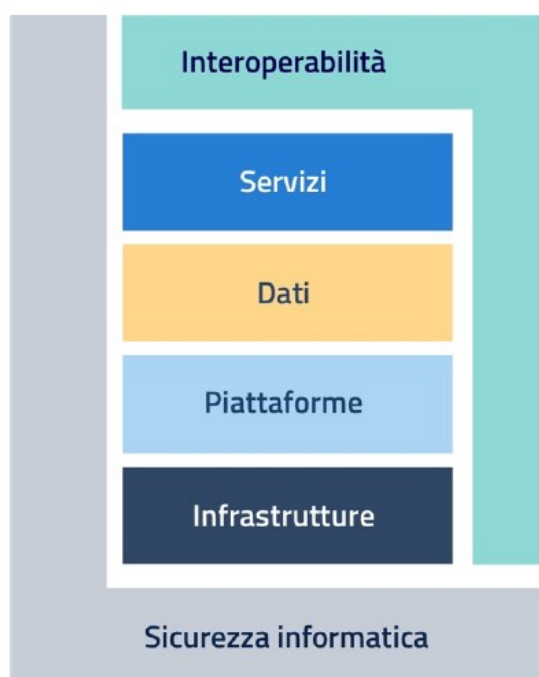 Interoperabilità
Servizi
Dati
Piattaforme
Infrastrutture
Sicurezza informatica